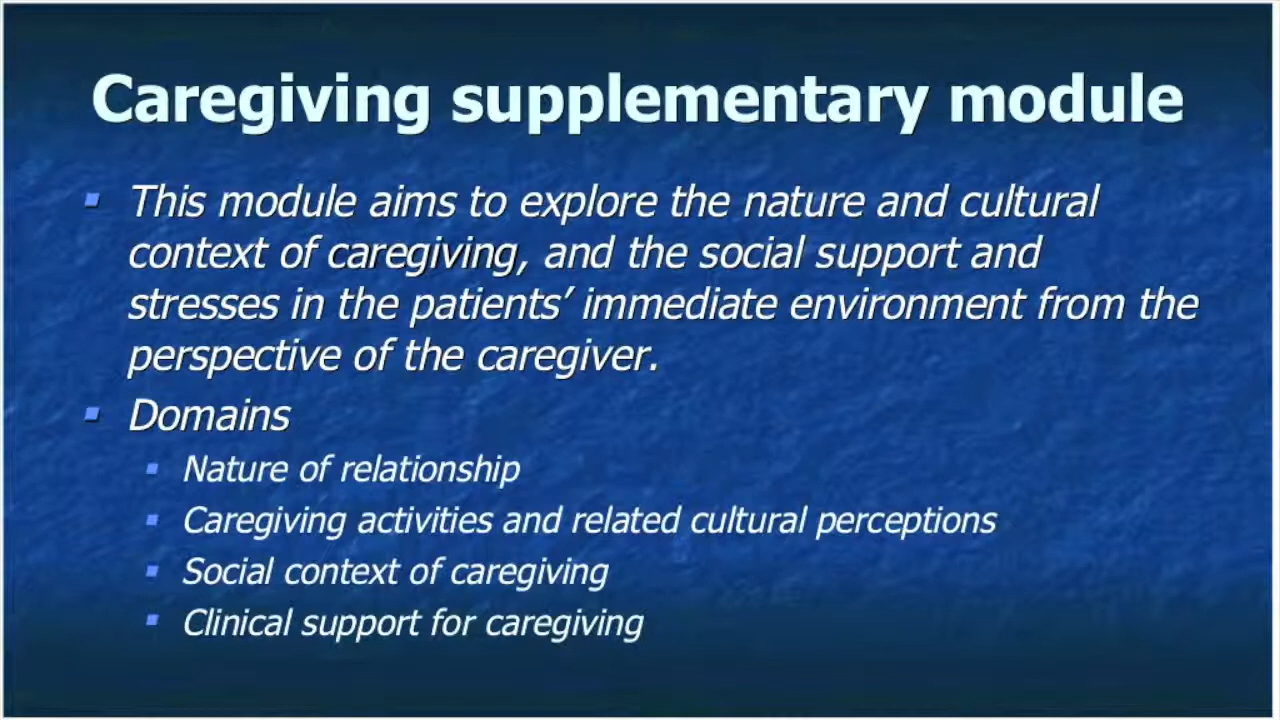 Caregiving supplementary module
This module aims to explore the nature and cultural
context of caregiving, and the social support and
stresses in the patients’ immediate environment from the
perspective of the caregiver.
Domains
Nature of relationship
Caregiving activities and related cultural perceptions
Social context of caregiving
Clinical support for caregiving